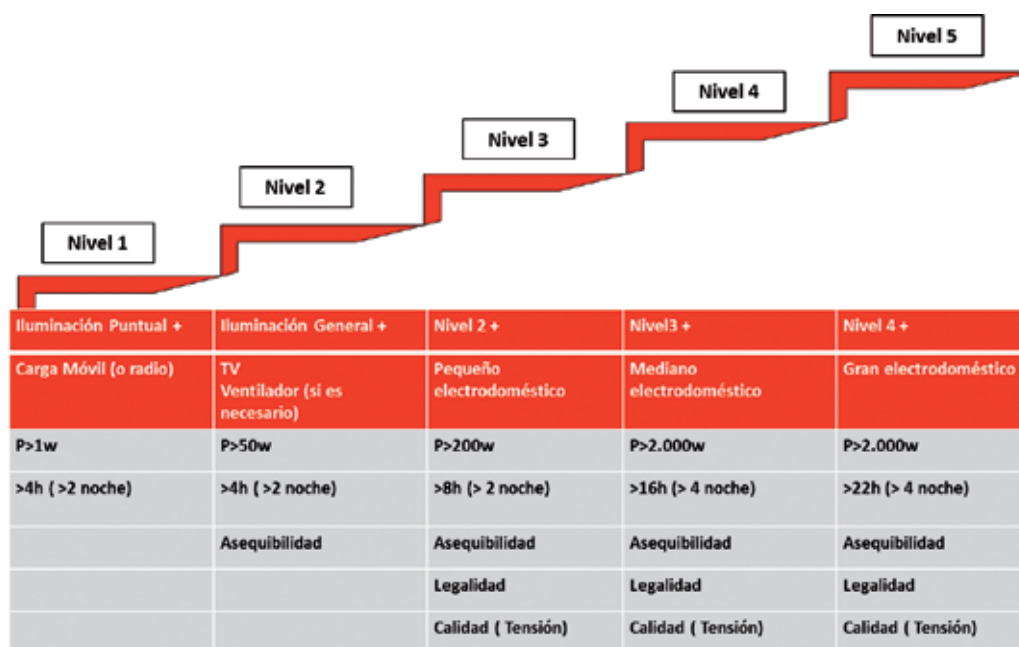 Nivel 5
Nivel 4
Nivel 3
Nivel 2
Nivel 1
Iluminación Puntual + Iluminación General + Nivel 2 + Nivel3 + Nivel 4 +
Carga Móvil (o radio) TV Pequeño Mediano Gran electrodoméstico
Ventilador (si es electrodoméstico electrodoméstico
necesario)
P>1w P>50w P>200w P>2.000w P>2.000w
>4h ( >2 noche) >4h ( >2 noche) >8h (> 2 noche) >16h (> 4 noche) >22h (> 4 noche)
Asequibilidad Asequibilidad Asequibilidad Asequibilidad
Legalidad Legalidad Legalidad
Calidad ( Tensión) Calidad ( Tensión) Calidad ( Tensión)